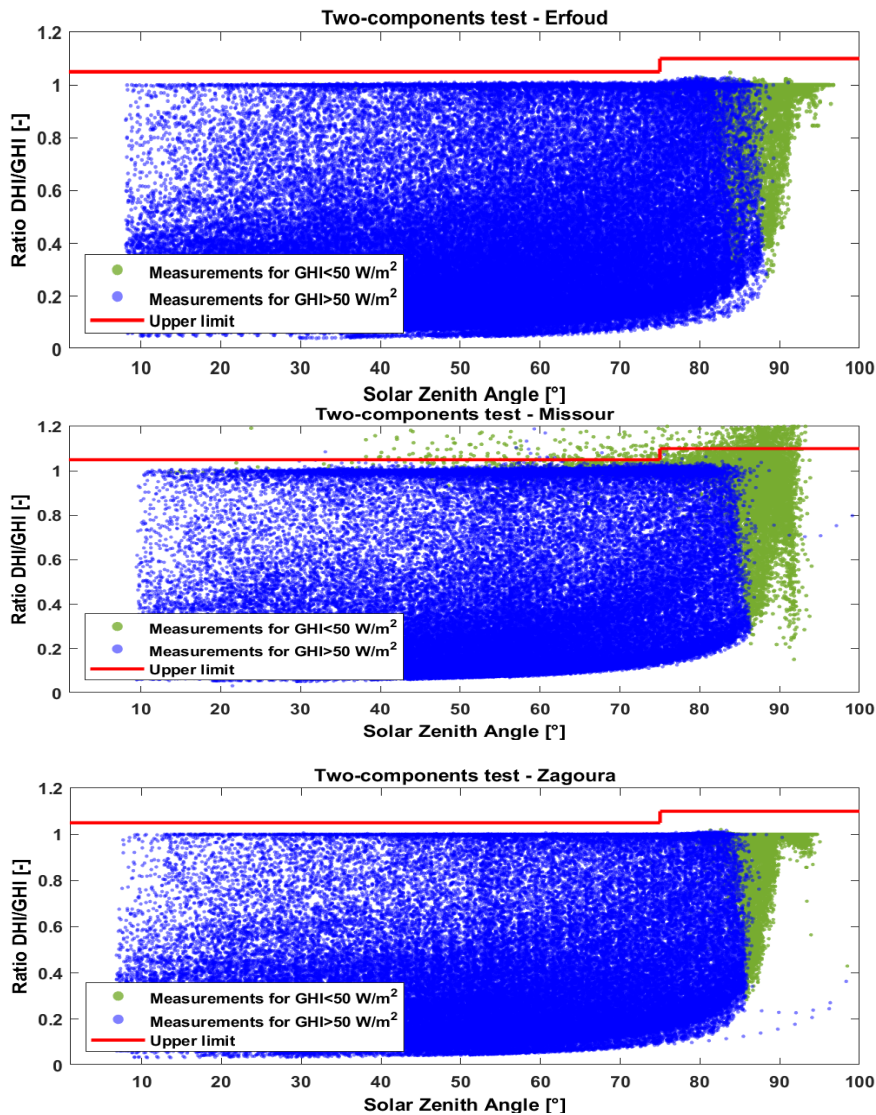 Two-components test - Erfoud
1.2
1
0.8
0.6
0.4
0.2
0
Ratio DHI/GHI [-]
Measurements for GHI<50 W/m²
Measurements for GHI>50 W/m²
Upper limit
10 20 30 40 50 60 70 80 90 100
Solar Zenith Angle [°]
Two-components test - Missour
1.2
1
0.8
0.6
0.4
0.2
0
Ratio DHI/GHI [-]
Measurements for GHI<50 W/m²
Measurements for GHI>50 W/m²
Upper limit
10 20 30 40 50 60 70 80 90 100
Solar Zenith Angle [°]
Two-components test - Zagoura
1.2
1
0.8
0.6
0.4
0.2
0
Ratio DHI/GHI [-]
Measurements for GHI<50 W/m²
Measurements for GHI>50 W/m²
Upper limit
10 20 30 40 50 60 70 80 90 100
Solar Zenith Angle [°]